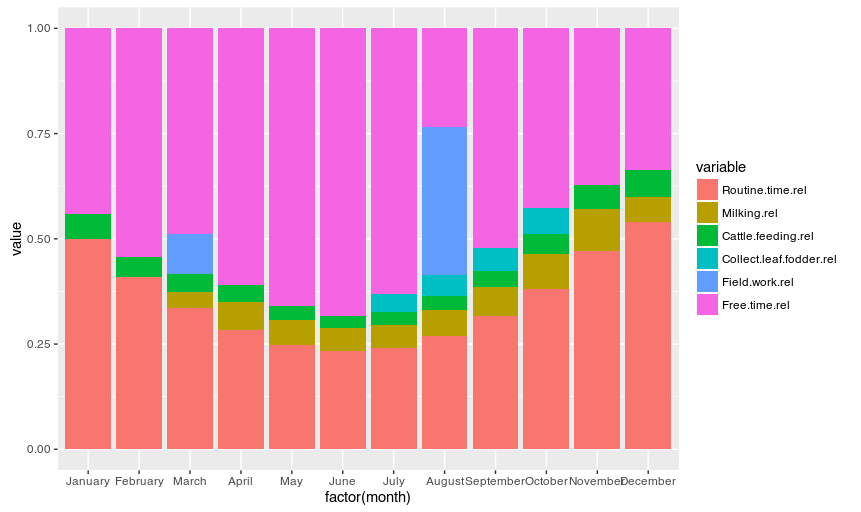 1.00
0.75
0.50
0.25
0.00
value
January February March April May June July August September October November December
factor(month)
variable
Routine.time.rel
Milking.rel
Cattle.feeding.rel
Collect.leaf.fodder.rel
Field.work.rel
Free.time.rel